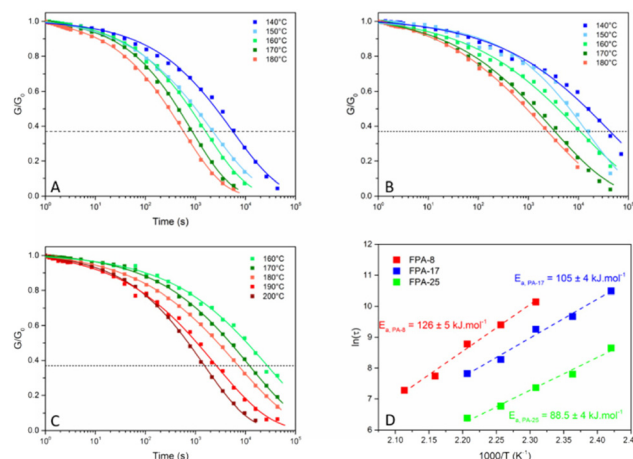 1.0
0.8
0.6
0.4
0.2
0.0
G/G₀
140°C
150°C
160°C
170°C
180°C
A
10⁰ 10¹ 10² 10³ 10⁴ 10⁵
Time (s)
1.0
0.8
0.6
0.4
0.2
0.0
G/G₀
140°C
150°C
160°C
170°C
180°C
B
10⁰ 10¹ 10² 10³ 10⁴ 10⁵
Time (s)
1.0
0.8
0.6
0.4
0.2
0.0
G/G₀
160°C
170°C
180°C
190°C
200°C
C
10⁰ 10¹ 10² 10³ 10⁴ 10⁵
Time (s)
12
11
10
9
8
7
6
5
ln(τ)
FPA-8
FPA-17
FPA-25
Eₐ, PA-17 = 105 ± 4 kJ.mol⁻¹
Eₐ, PA-8 = 126 ± 5 kJ.mol⁻¹
Eₐ, PA-25 = 88.5 ± 4 kJ.mol⁻¹
D
2.10 2.15 2.20 2.25 2.30 2.35 2.40
1000/T (K⁻¹)